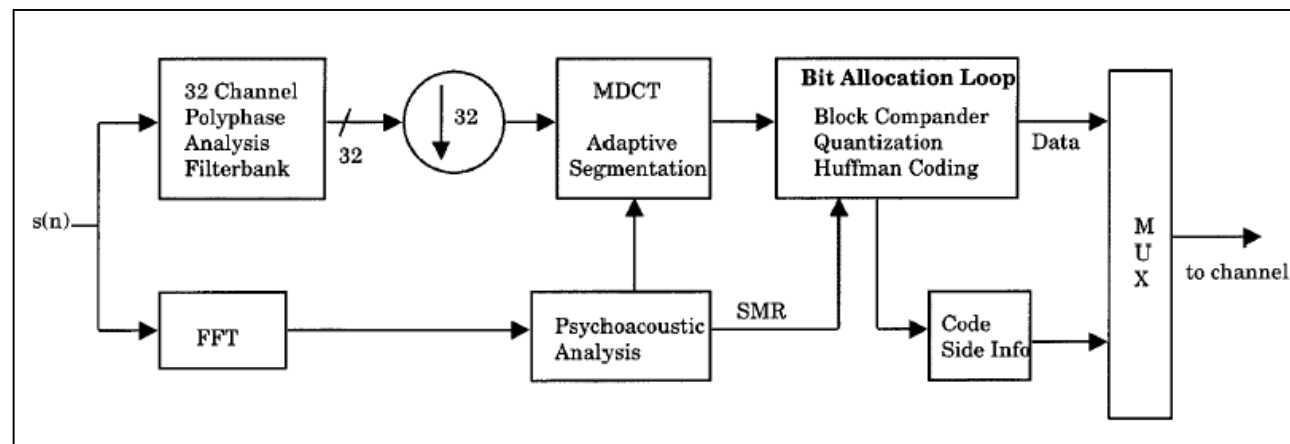 32 Channel
Polyphase
Analysis
Filterbank
32
32
MDCT
Adaptive
Segmentation
Bit Allocation Loop
Block Compander
Quantization
Huffman Coding
Data
s(n)
M
U
X
to channel
FFT
Psychoacoustic
Analysis
SMR
Code
Side Info